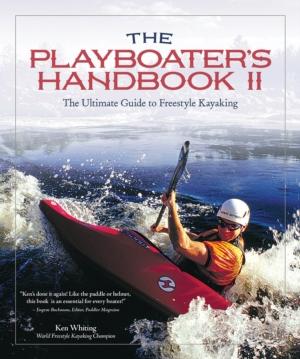 THE
PLAYBOATER'S
HANDBOOK II
The Ultimate Guide to Freestyle Kayaking
"Ken's done it again! Like the paddle or helmet,
this book is an essential for every boater!"
– Eugene Buchanan, Editor, Paddler Magazine
Ken Whiting
World Freestyle Kayaking Champion